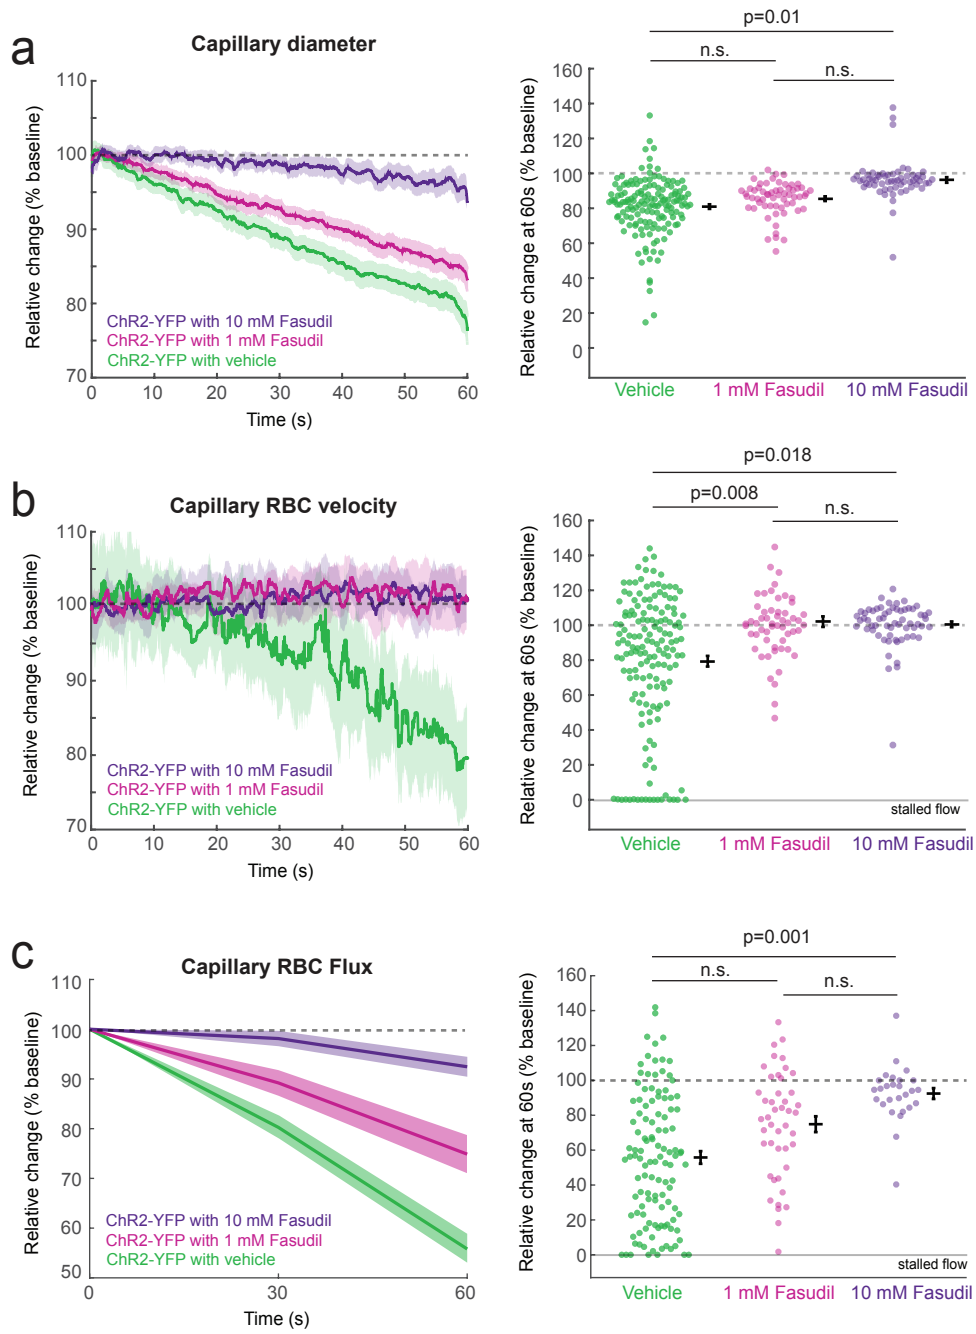 a
Capillary diameter
Relative change (% baseline)
110
100
90
80
70
ChR2-YFP with 10 mM Fasudil
ChR2-YFP with 1 mM Fasudil
ChR2-YFP with vehicle
0 10 20 30 40 50 60
Time (s)
p=0.01
n.s.
n.s.
Relative change at 60s (% baseline)
160
140
120
100
80
60
40
20
0
Vehicle 1 mM Fasudil 10 mM Fasudil
b
Capillary RBC velocity
Relative change (% baseline)
110
100
90
80
70
ChR2-YFP with 10 mM Fasudil
ChR2-YFP with 1 mM Fasudil
ChR2-YFP with vehicle
0 10 20 30 40 50 60
Time (s)
p=0.018
p=0.008
n.s.
Relative change at 60s (% baseline)
160
140
120
100
80
60
40
20
0
stalled flow
Vehicle 1 mM Fasudil 10 mM Fasudil
c
Capillary RBC Flux
Relative change (% baseline)
100
90
80
70
60
50
ChR2-YFP with 10 mM Fasudil
ChR2-YFP with 1 mM Fasudil
ChR2-YFP with vehicle
0 30 60
Time (s)
p=0.001
n.s.
n.s.
Relative change at 60s (% baseline)
160
140
120
100
80
60
40
20
0
stalled flow
Vehicle 1 mM Fasudil 10 mM Fasudil